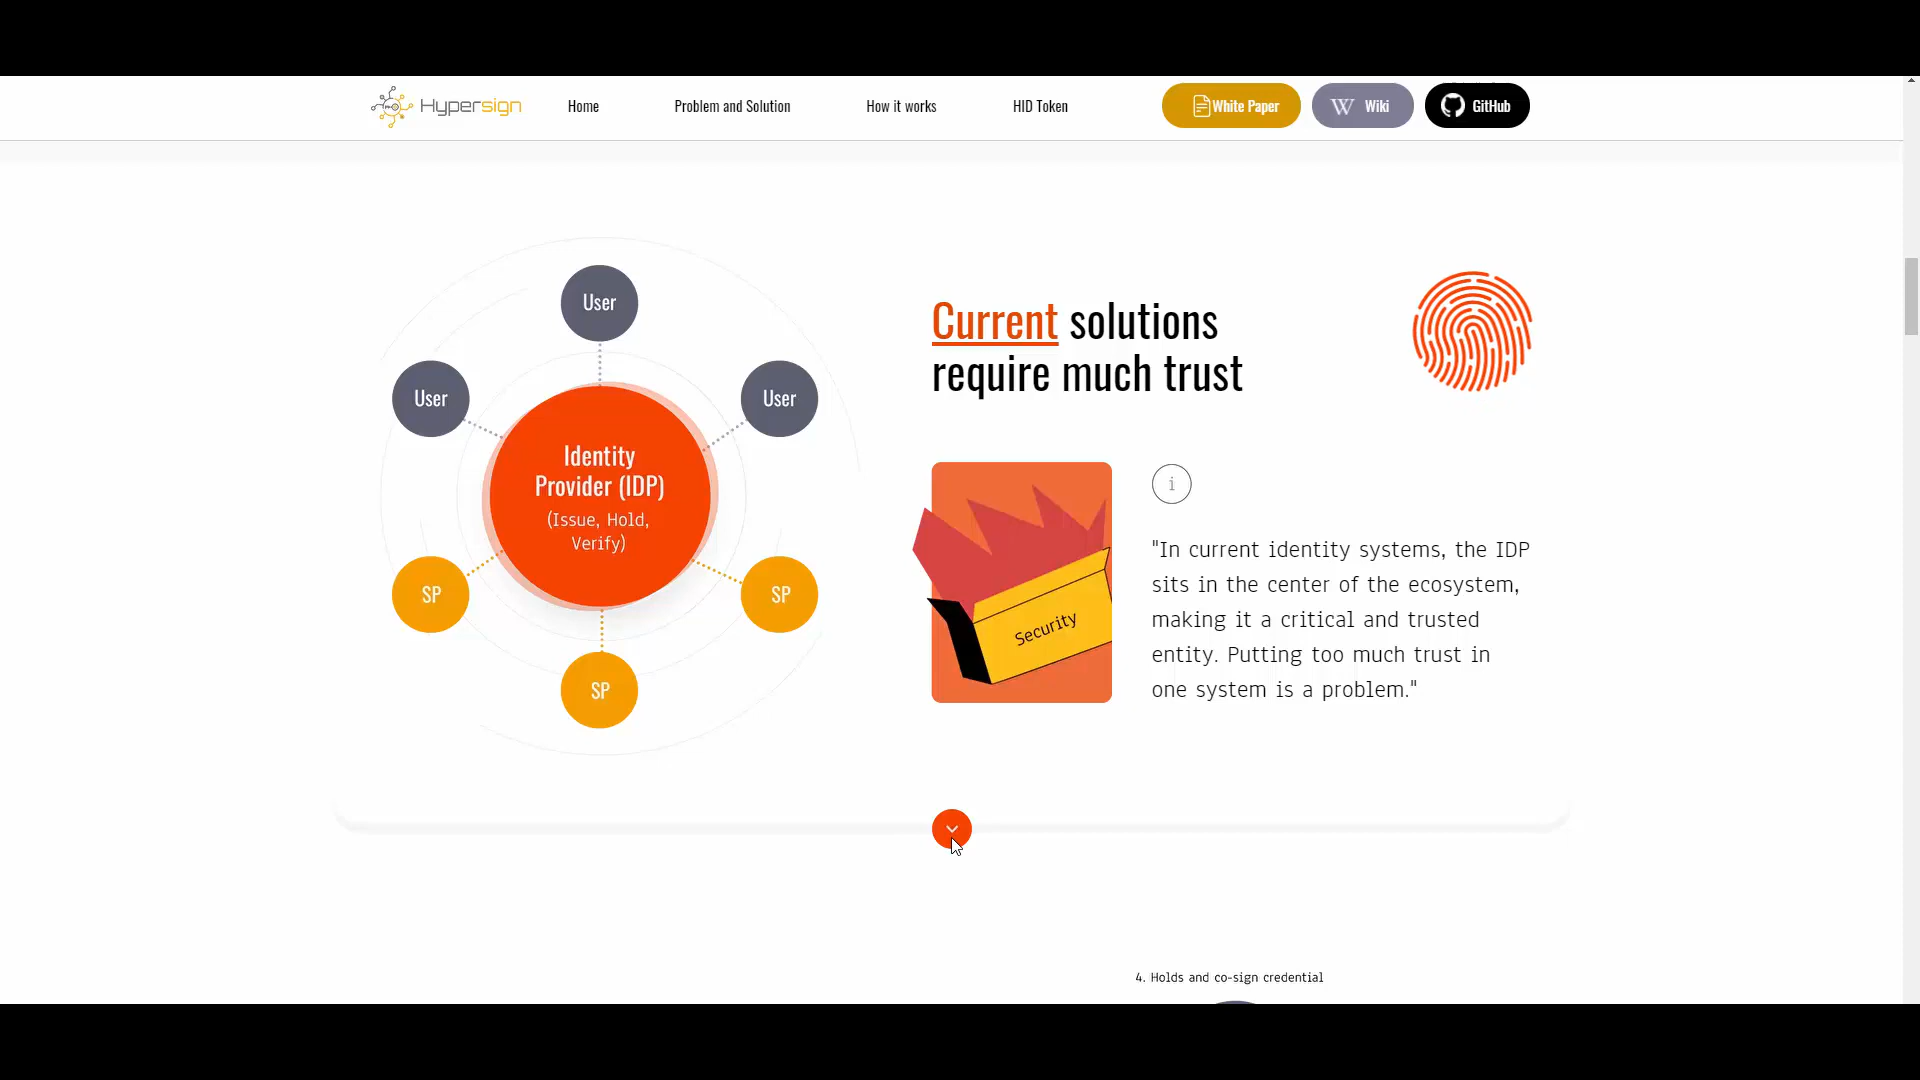 Hypersign
Home
Problem and Solution
How it works
HID Token
White Paper
W Wiki
GitHub
User
User
User
Identity
Provider (IDP)
(Issue, Hold,
Verify)
SP
SP
SP
Current solutions
require much trust
Security
i
"In current identity systems, the IDP
sits in the center of the ecosystem,
making it a critical and trusted
entity. Putting too much trust in
one system is a problem."
4. Holds and co-sign credential